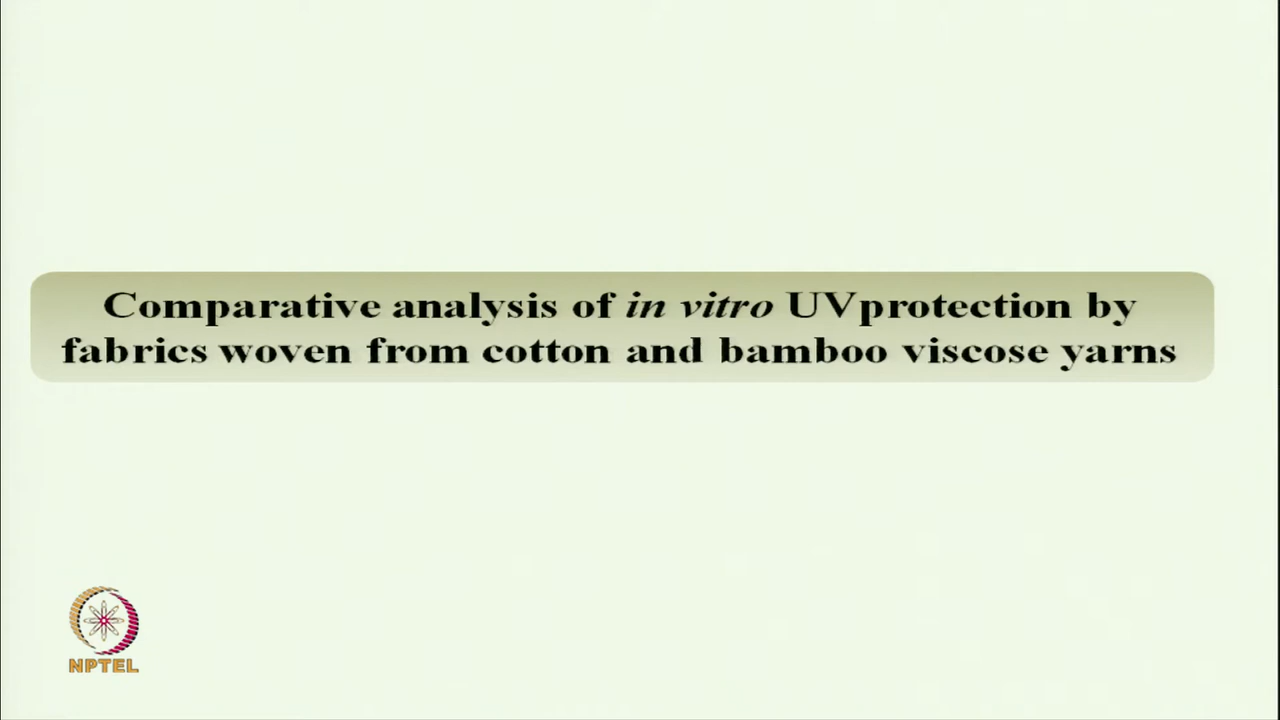 Comparative analysis of in vitro UVprotection by
fabrics woven from cotton and bamboo viscose yarns
NPTEL